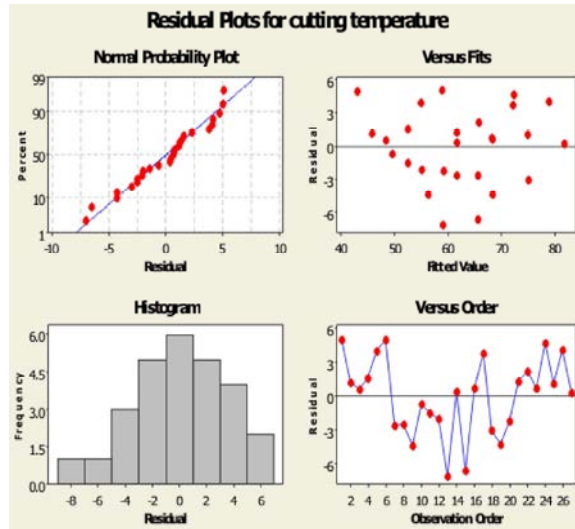 Residual Plots for cutting temperature
Normal Probability Plot
Percent
99
90
50
10
1
-10 -5 0 5 10
Residual
Versus Fits
Residual
6
3
0
-3
-6
40 50 60 70 80
Fitted Value
Histogram
Frequency
6.0
4.5
3.0
1.5
0.0
-8 -6 -4 -2 0 2 4 6
Residual
Versus Order
Residual
6
3
0
-3
-6
2 4 6 8 10 12 14 16 18 20 22 24 26
Observation Order